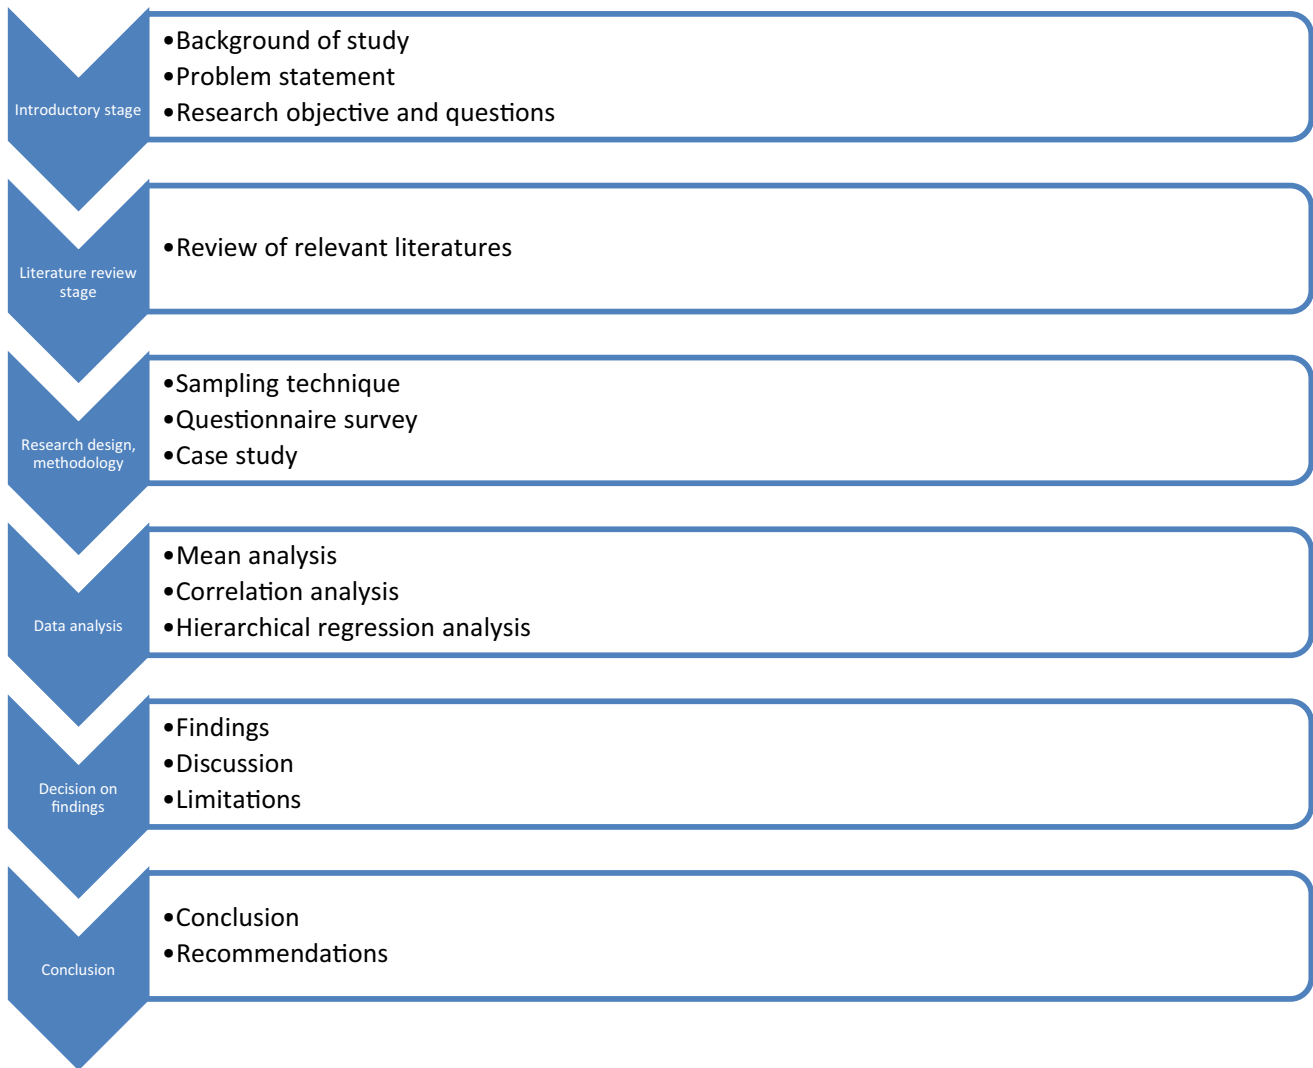 Introductory stage
•Background of study
•Problem statement
•Research objective and questions
Literature review
stage
•Review of relevant literatures
Research design,
methodology
•Sampling technique
•Questionnaire survey
•Case study
Data analysis
•Mean analysis
•Correlation analysis
•Hierarchical regression analysis
Decision on
findings
•Findings
•Discussion
•Limitations
Conclusion
•Conclusion
•Recommendations